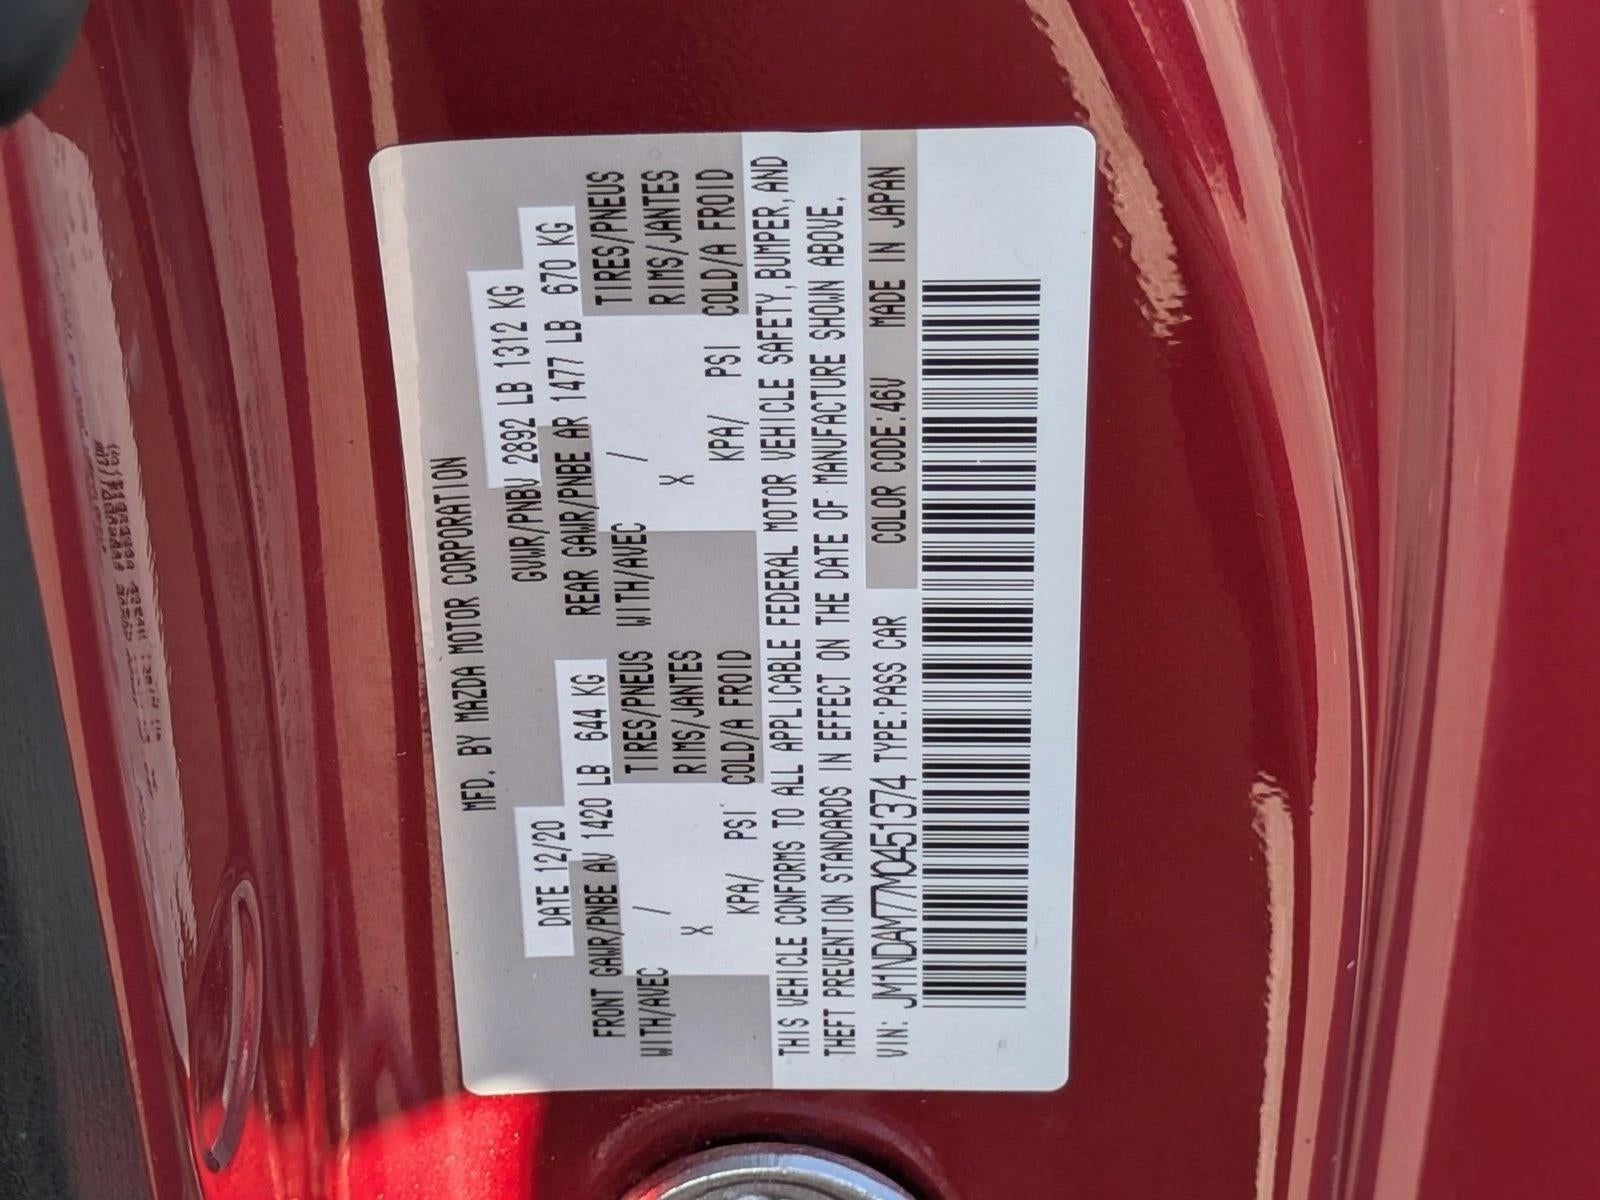 MFD. BY MAZDA MOTOR CORPORATION
DATE 12/20 GVWR/PNBV 2892 LB 1312 KG
FRONT GAWR/PNBE AV 1420 LB 644 KG REAR GAWR/PNBE AR 1477 LB 670 KG
WITH/AVEC / TIRES/PNEUS WITH/AVEC / TIRES/PNEUS
X RIMS/JANTES X RIMS/JANTES
KPA/ PSI COLD/A FROID KPA/ PSI COLD/A FROID
THIS VEHICLE CONFORMS TO ALL APPLICABLE FEDERAL MOTOR VEHICLE SAFETY,BUMPER,AND
THEFT PREVENTION STANDARDS IN EFFECT ON THE DATE OF MANUFACTURE SHOWN ABOVE.
VIN: JM1NDAM77M0451374 TYPE:PASS CAR COLOR CODE:46V MADE IN JAPAN